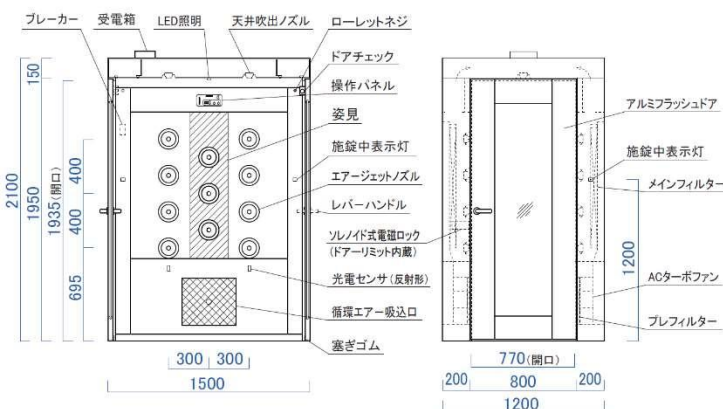 ブレーカー
受電箱
LED照明
天井吹出ノズル
ローレットネジ
ドアチェック
操作パネル
姿見
施錠中表示灯
エアージェットノズル
レバーハンドル
ソレノイド式電磁ロック
(ドアーリミット内蔵)
光電センサ(反射形)
循環エアー吸込口
塞ぎゴム
アルミフラッシュドア
施錠中表示灯
メインフィルター
ACターボファン
プレフィルター
150
2100
1950
1935(開口)
400
400
695
300
300
1500
1200
770(開口)
200
800
200
1200